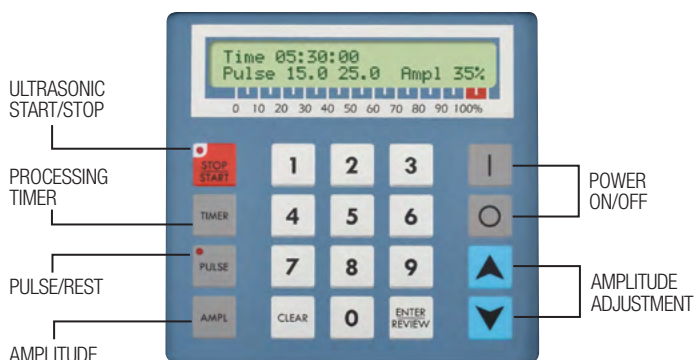 Time 05:30:00
Pulse 15.0 25.0 Ampl 35%
0 10 20 30 40 50 60 70 80 90 100%
ULTRASONIC
START/STOP
STOP
START
1 2 3
|
POWER
ON/OFF
PROCESSING
TIMER
TIMER
4 5 6
O
PULSE/REST
PULSE
7 8 9
AMPLITUDE
ADJUSTMENT
AMPLITUDE
AMPL
CLEAR
0
ENTER
REVIEW